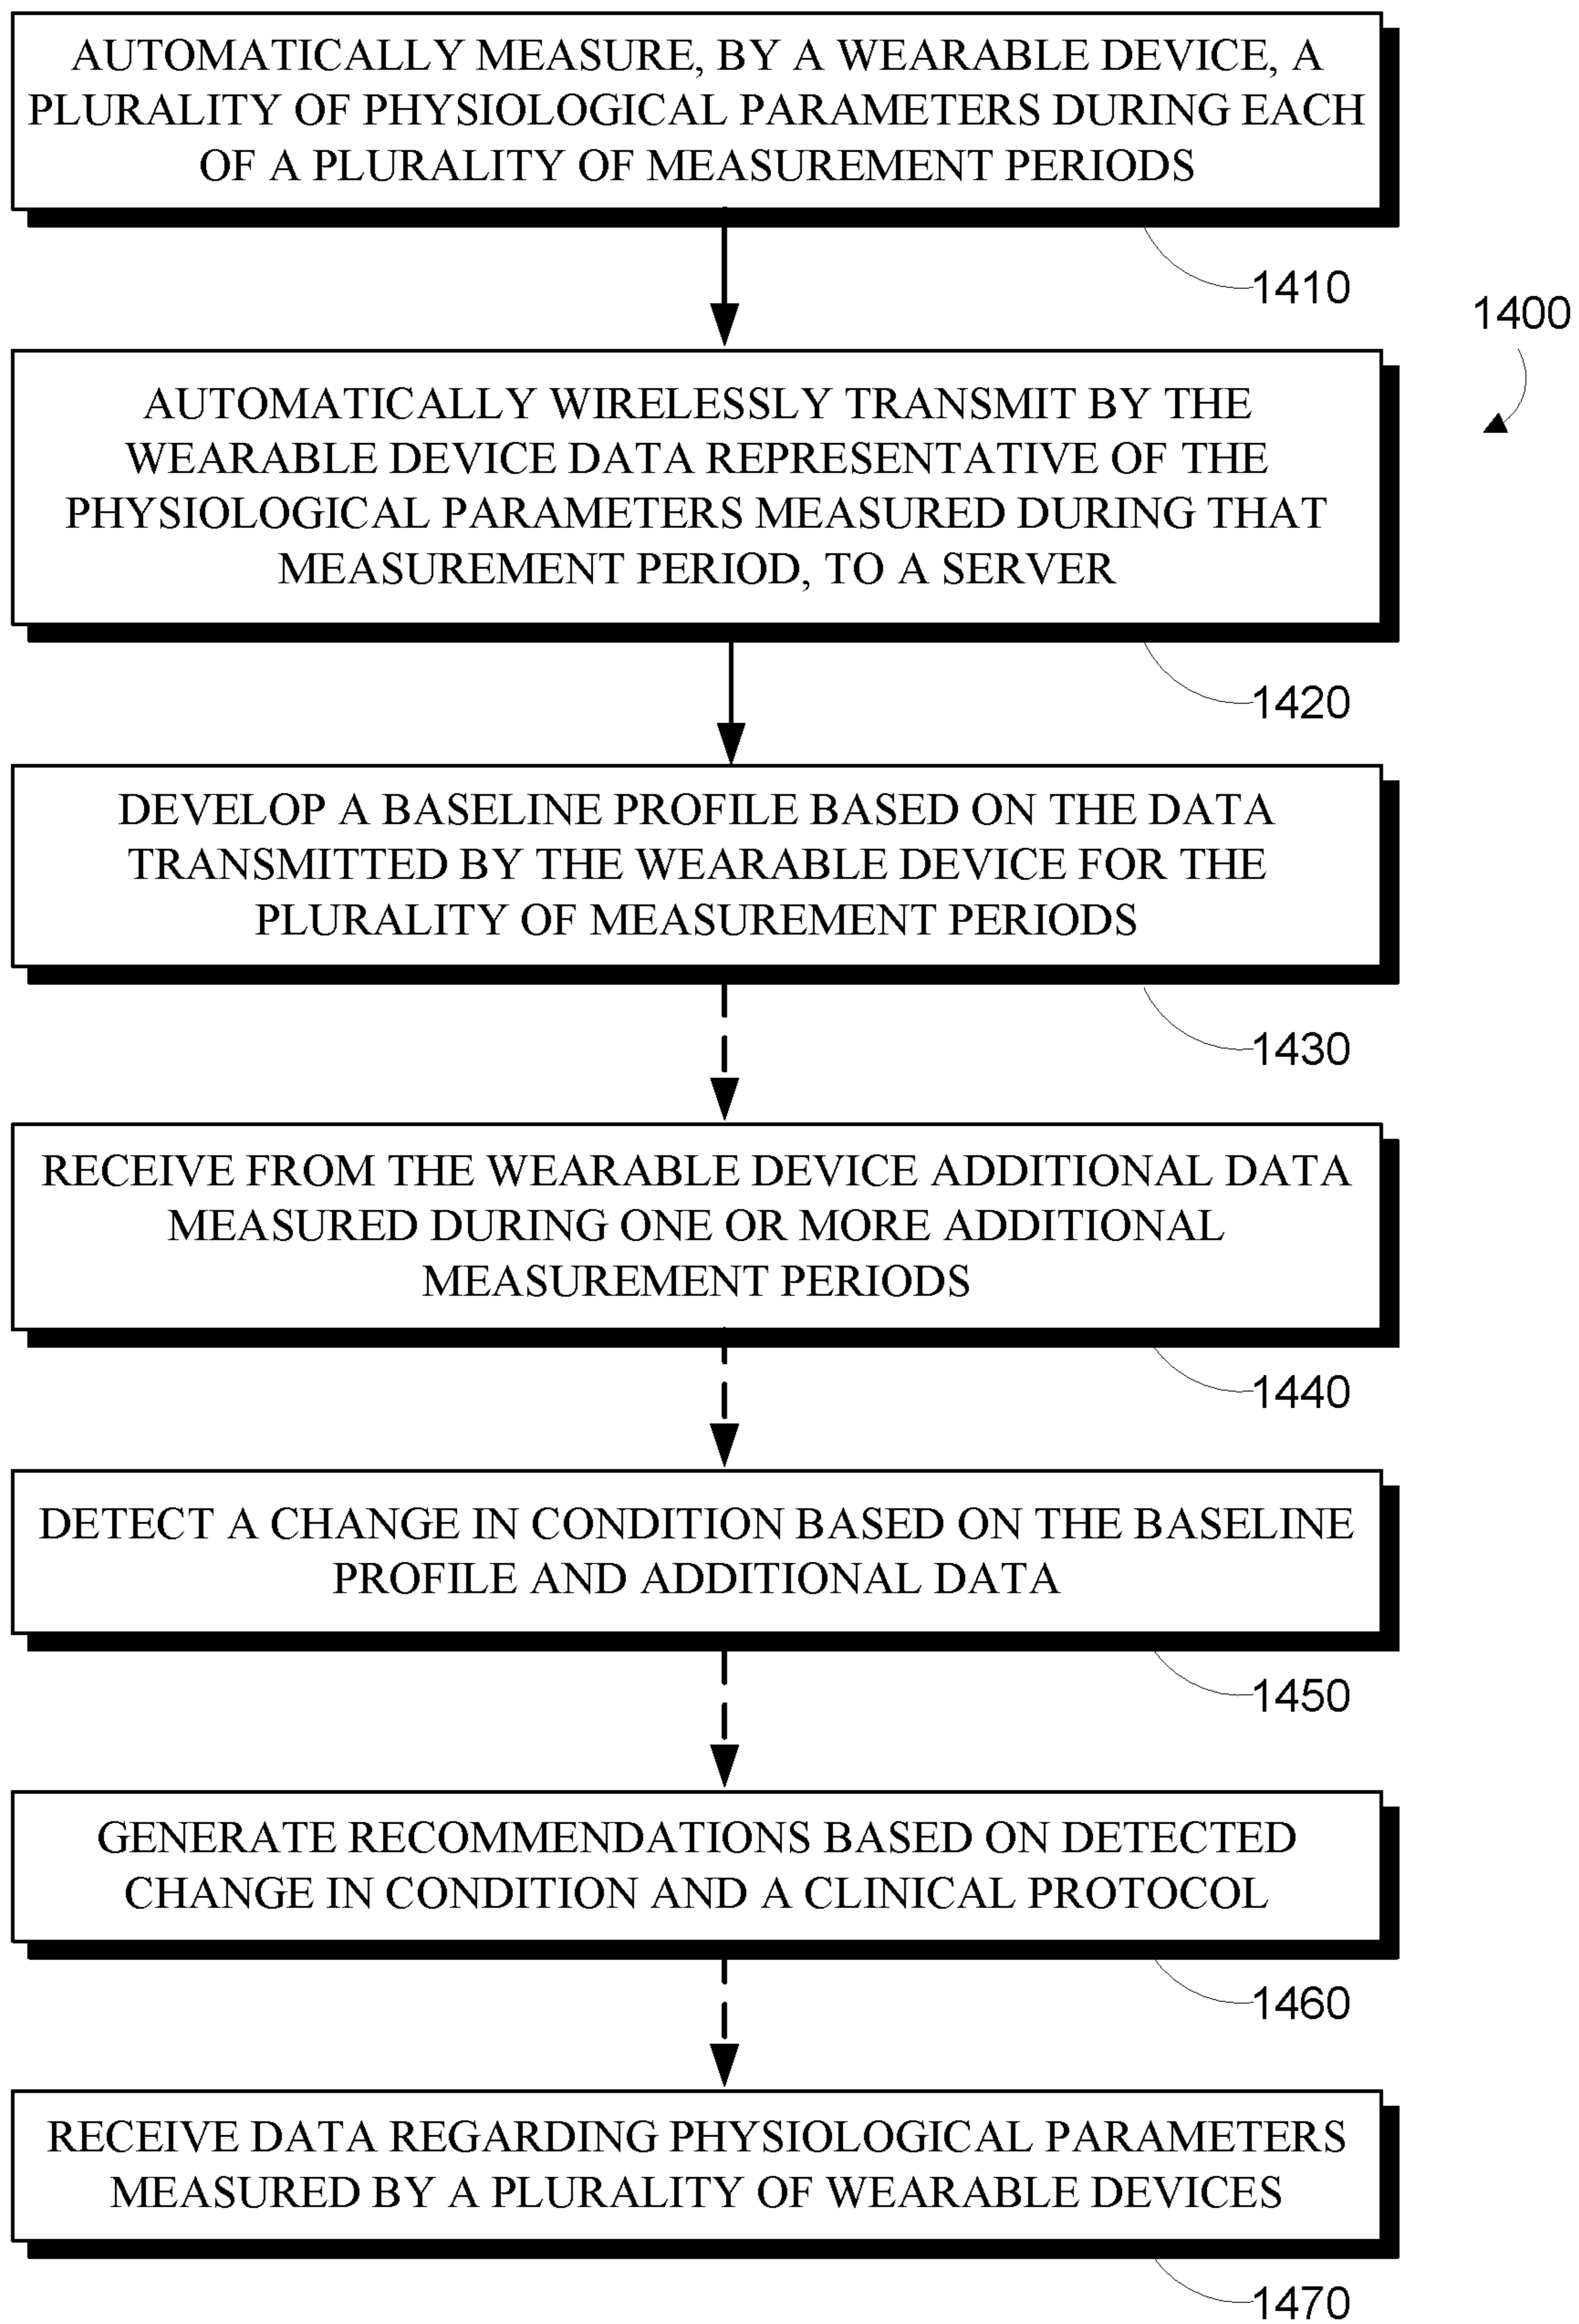 AUTOMATICALLY MEASURE, BY A WEARABLE DEVICE, A
PLURALITY OF PHYSIOLOGICAL PARAMETERS DURING EACH
OF A PLURALITY OF MEASUREMENT PERIODS
1410
1400
AUTOMATICALLY WIRELESSLY TRANSMIT BY THE
WEARABLE DEVICE DATA REPRESENTATIVE OF THE
PHYSIOLOGICAL PARAMETERS MEASURED DURING THAT
MEASUREMENT PERIOD, TO A SERVER
1420
DEVELOP A BASELINE PROFILE BASED ON THE DATA
TRANSMITTED BY THE WEARABLE DEVICE FOR THE
PLURALITY OF MEASUREMENT PERIODS
1430
RECEIVE FROM THE WEARABLE DEVICE ADDITIONAL DATA
MEASURED DURING ONE OR MORE ADDITIONAL
MEASUREMENT PERIODS
1440
DETECT A CHANGE IN CONDITION BASED ON THE BASELINE
PROFILE AND ADDITIONAL DATA
1450
GENERATE RECOMMENDATIONS BASED ON DETECTED
CHANGE IN CONDITION AND A CLINICAL PROTOCOL
1460
RECEIVE DATA REGARDING PHYSIOLOGICAL PARAMETERS
MEASURED BY A PLURALITY OF WEARABLE DEVICES
1470